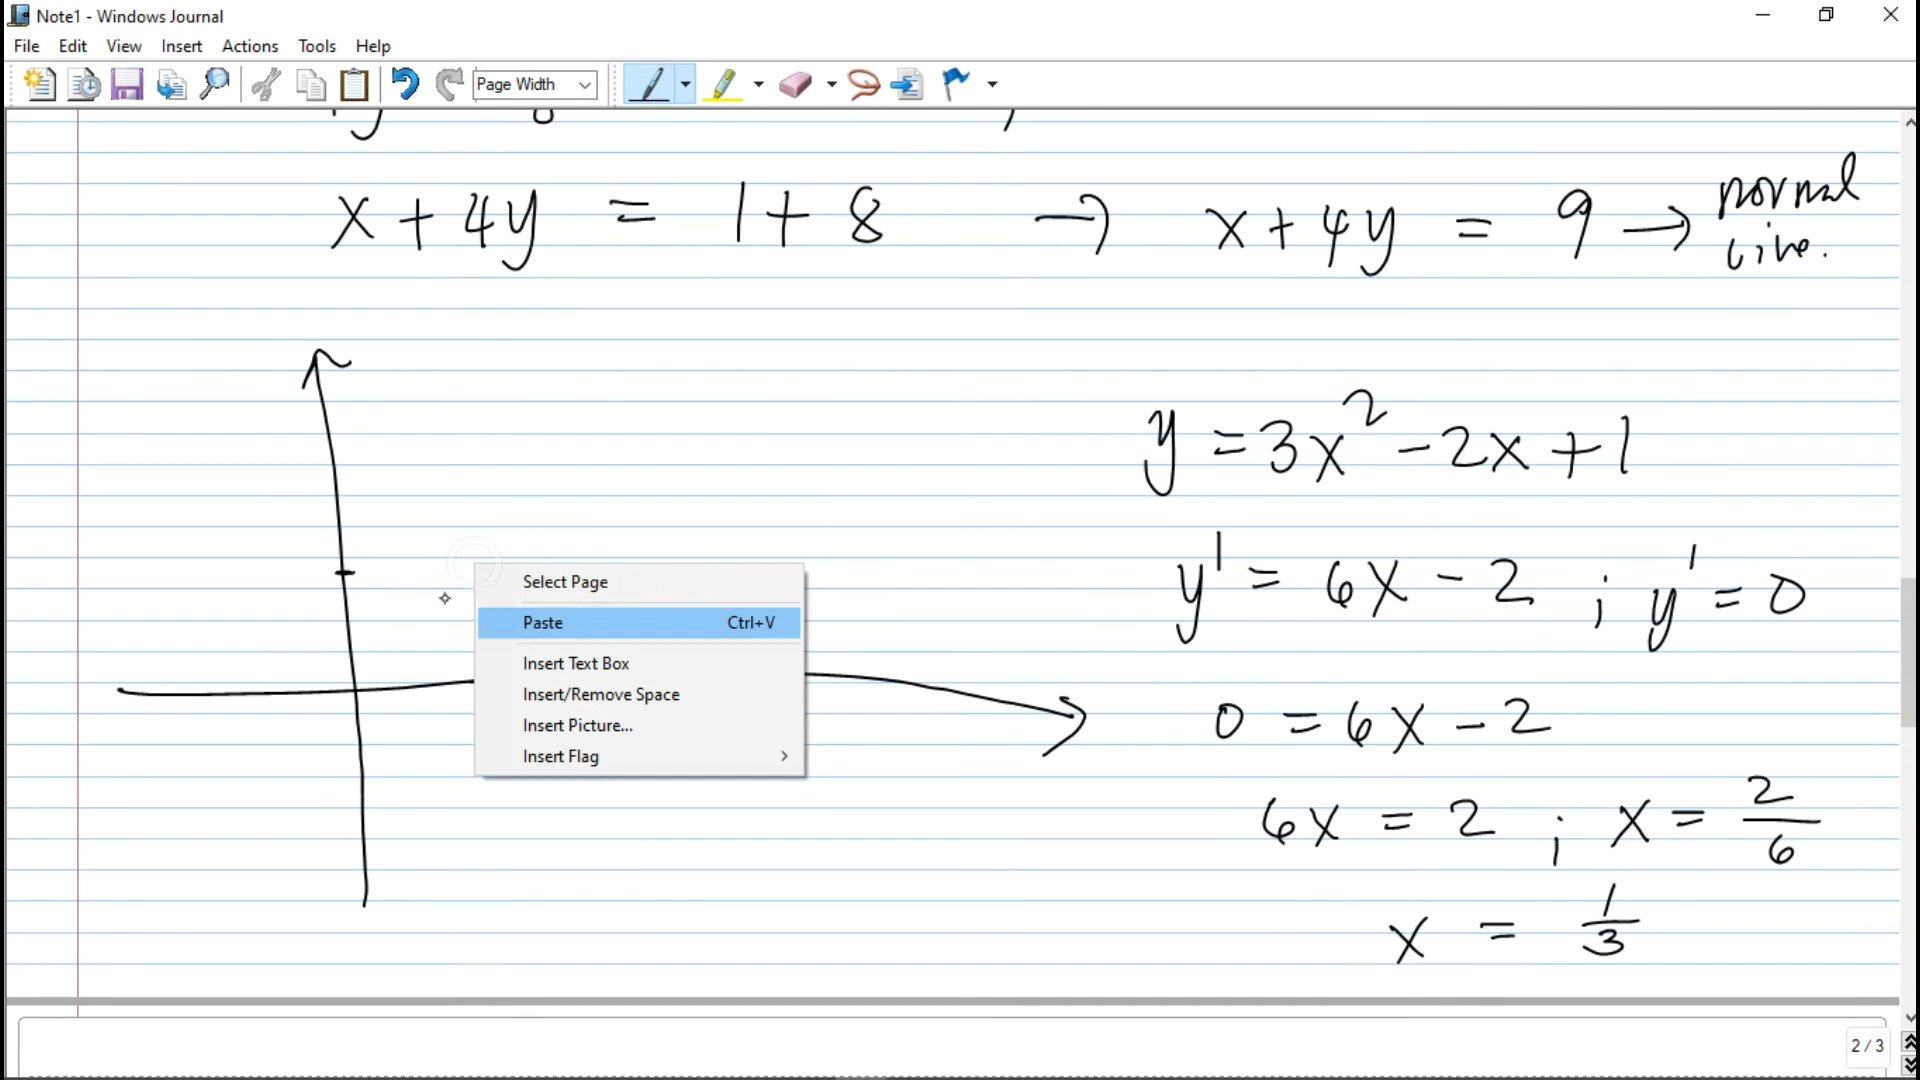 Note1 - Windows Journal
File Edit View Insert Actions Tools Help
Page Width
x + 4y = 1 + 8 → x + 4y = 9 → normal
line.
y = 3x² - 2x + 1
y' = 6x - 2 ; y' = 0
0 = 6x - 2
6x = 2 ; x = 2/6
x = 1/3
Select Page
Paste Ctrl+V
Insert Text Box
Insert/Remove Space
Insert Picture...
Insert Flag
2 / 3